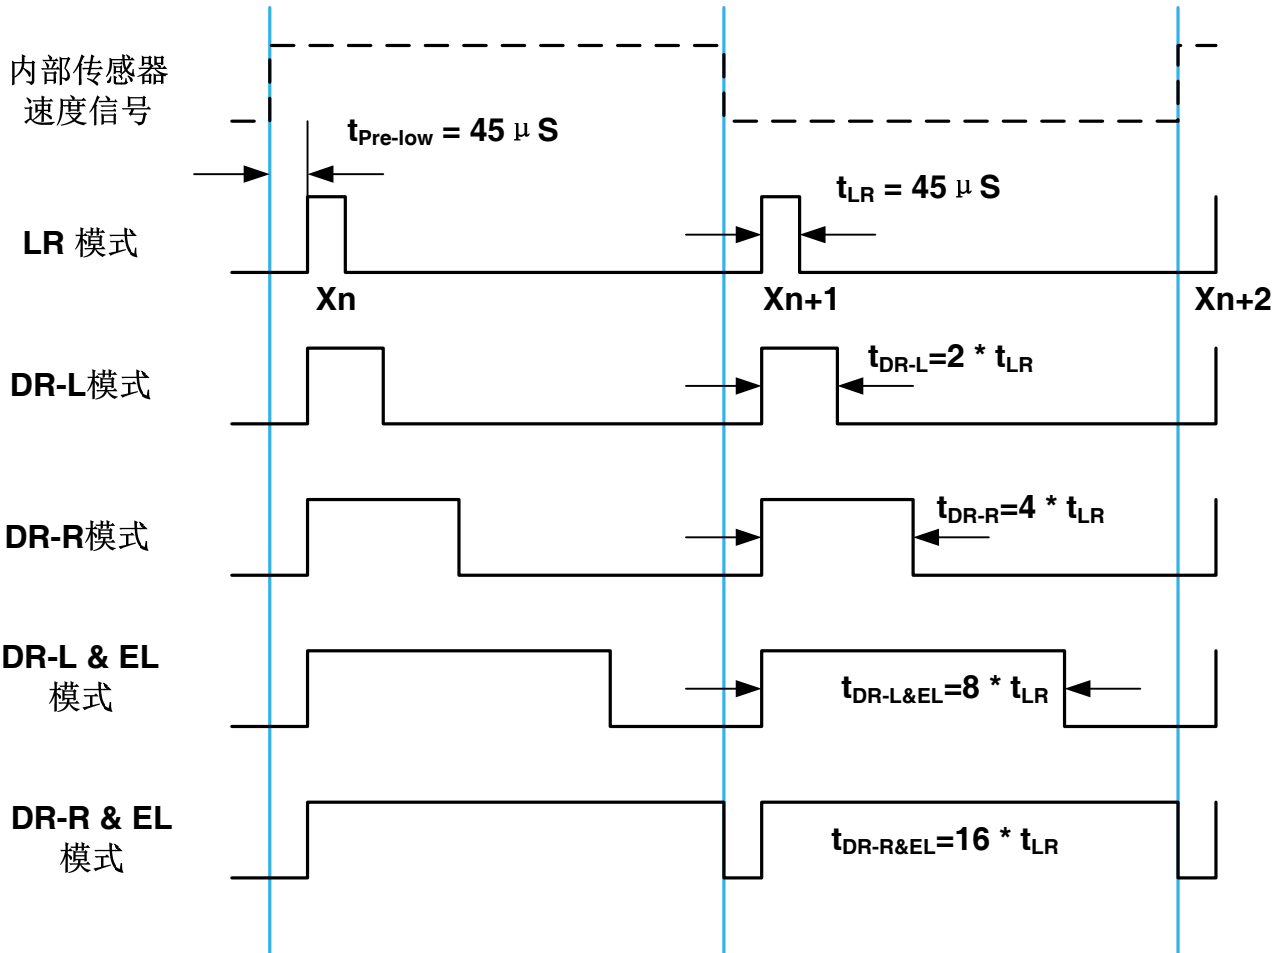 内部传感器
速度信号
tPre-low = 45 μS
tLR = 45 μS
LR 模式
Xn
Xn+1
Xn+2
tDR-L=2 * tLR
DR-L模式
tDR-R=4 * tLR
DR-R模式
DR-L & EL
模式
tDR-L&EL=8 * tLR
DR-R & EL
模式
tDR-R&EL=16 * tLR